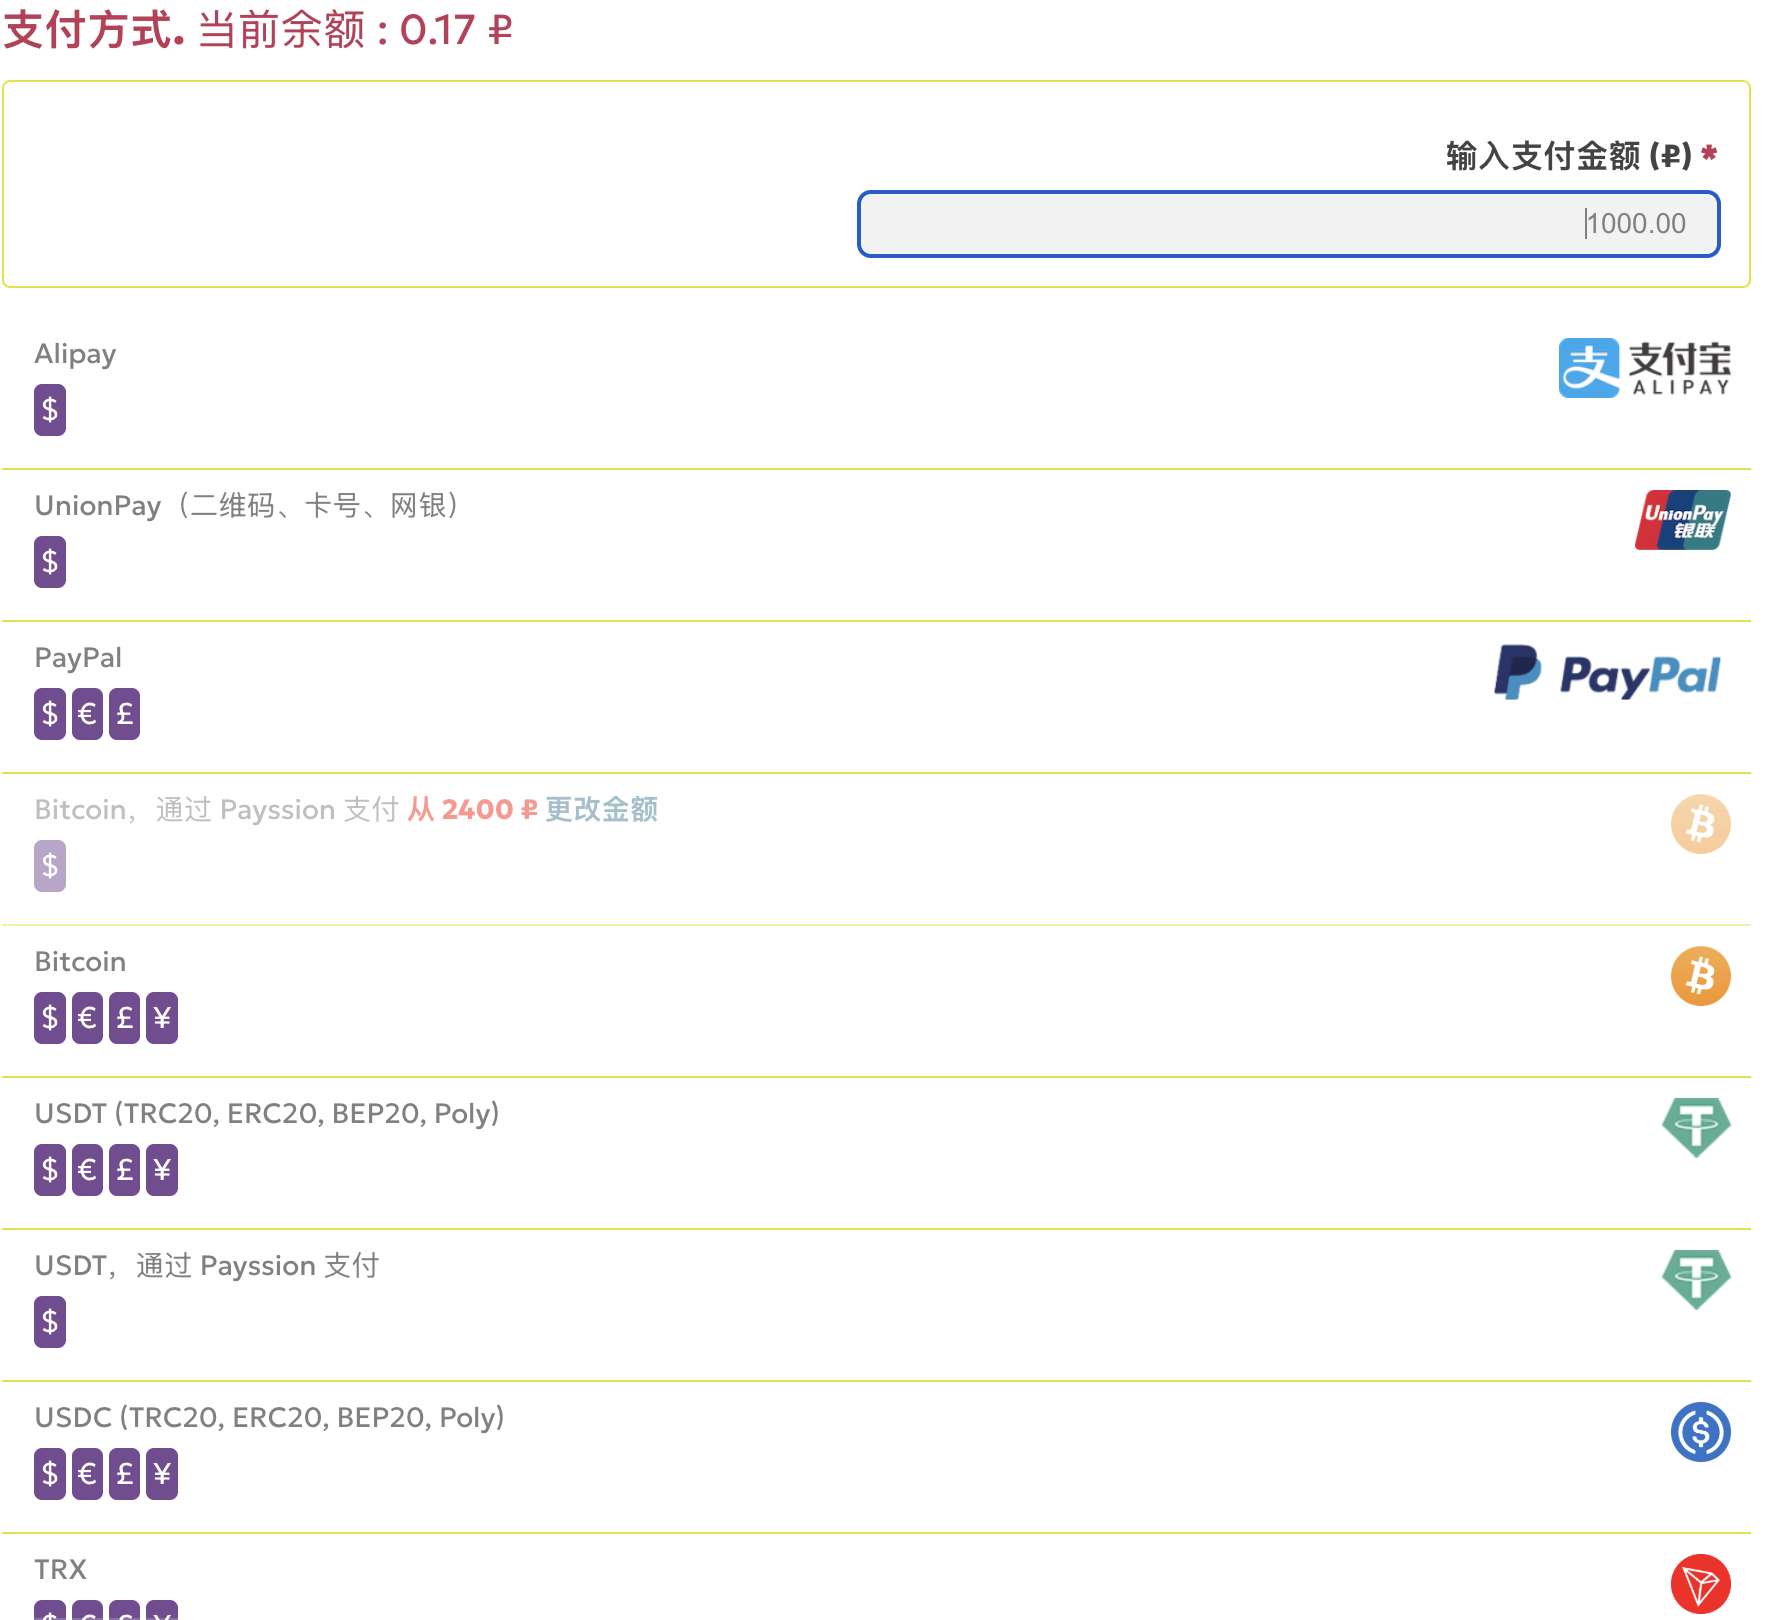 支付方式. 当前余额 : 0.17 ₽
输入支付金额 (₽) *
1000.00
Alipay
支付宝
ALIPAY
$
UnionPay（二维码、卡号、网银）
UnionPay
银联
$
PayPal
PayPal
$ € £
Bitcoin，通过 Payssion 支付 从 2400 ₽ 更改金额
$
Bitcoin
$ € £ ¥
USDT (TRC20, ERC20, BEP20, Poly)
$ € £ ¥
USDT，通过 Payssion 支付
$
USDC (TRC20, ERC20, BEP20, Poly)
$ € £ ¥
TRX
$ € £ ¥